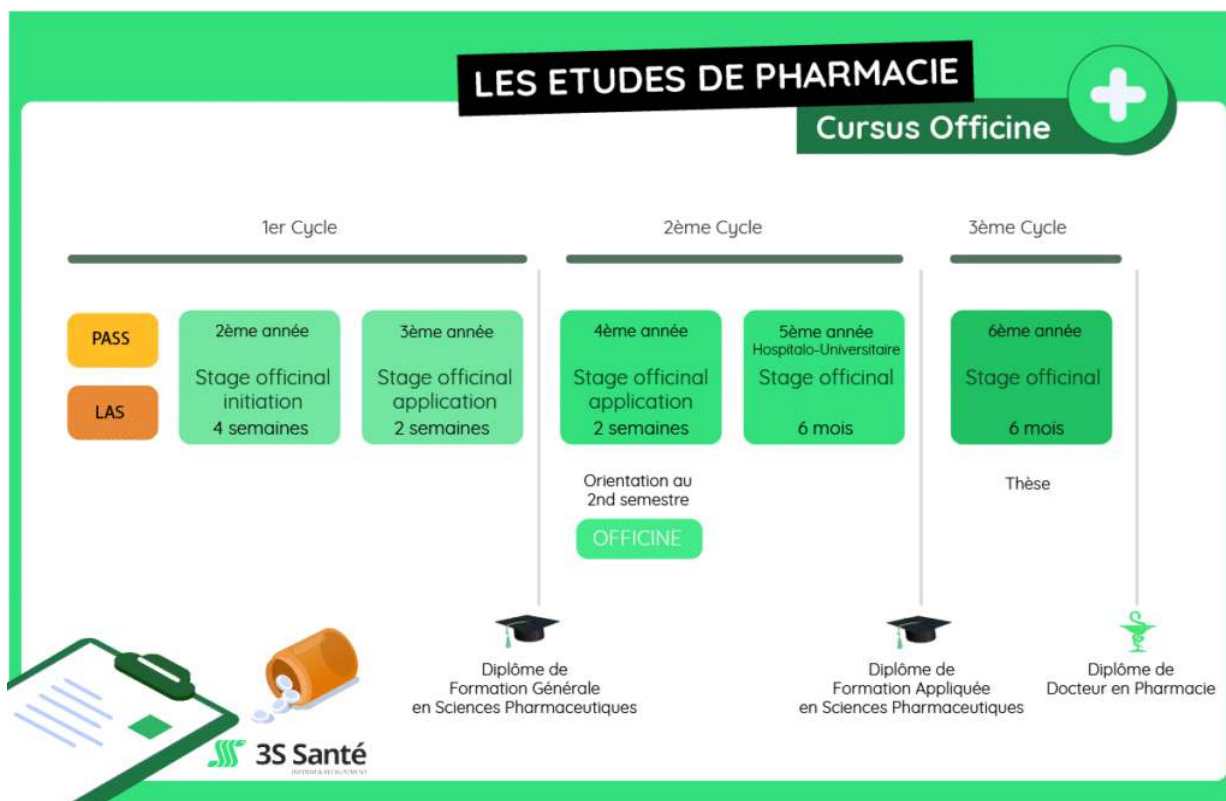 LES ETUDES DE PHARMACIE
Cursus Officine
1er Cycle
2ème Cycle
3ème Cycle
PASS
LAS
2ème année
Stage officinal
initiation
4 semaines
3ème année
Stage officinal
application
2 semaines
4ème année
Stage officinal
application
2 semaines
5ème année
Hospitalo-Universitaire
Stage officinal
6 mois
6ème année
Stage officinal
6 mois
Orientation au
2nd semestre
OFFICINE
Thèse
Diplôme de
Formation Générale
en Sciences Pharmaceutiques
Diplôme de
Formation Appliquée
en Sciences Pharmaceutiques
Diplôme de
Docteur en Pharmacie
3S Santé